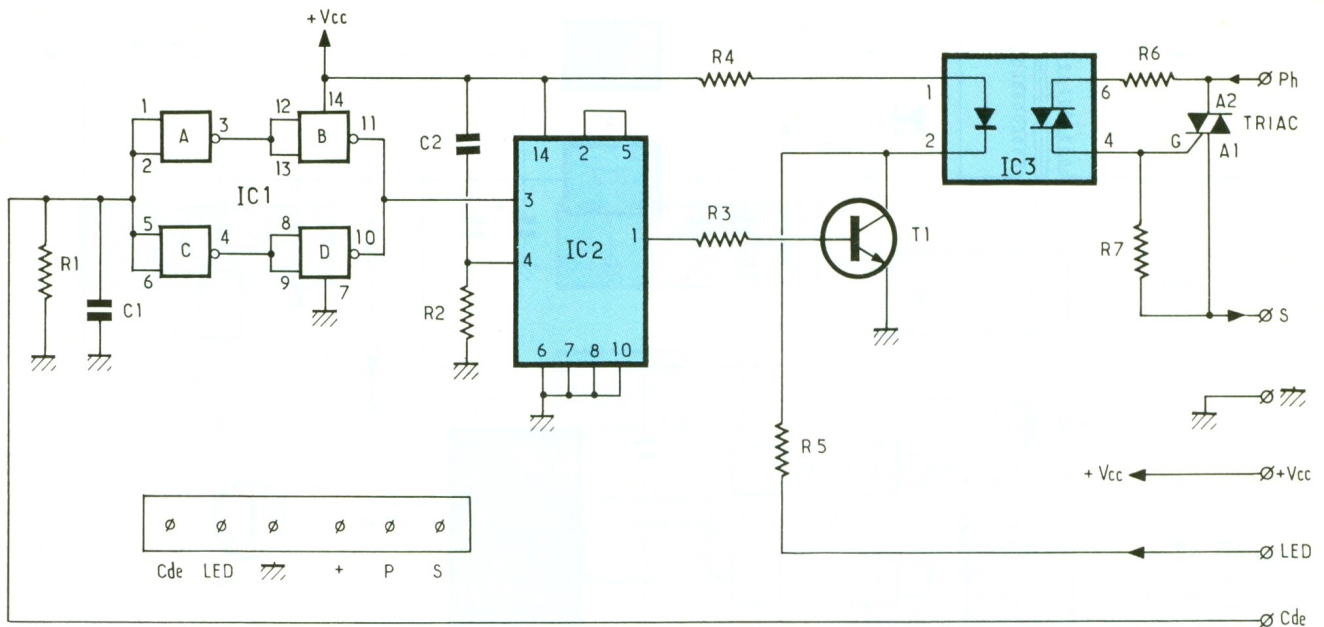 +Vcc
R4
R6
Ph
1
6
A2
TRIAC
G
A1
1
A
3
2
12
14
B
11
13
C2
14
2
5
2
4
IC3
IC1
3
R3
T1
R7
5
C
4
6
8
D
10
9
7
1
IC2
4
R1
C1
R2
S
6 7 8 10
R5
+Vcc
+Vcc
LED
Cde LED + P S
Cde